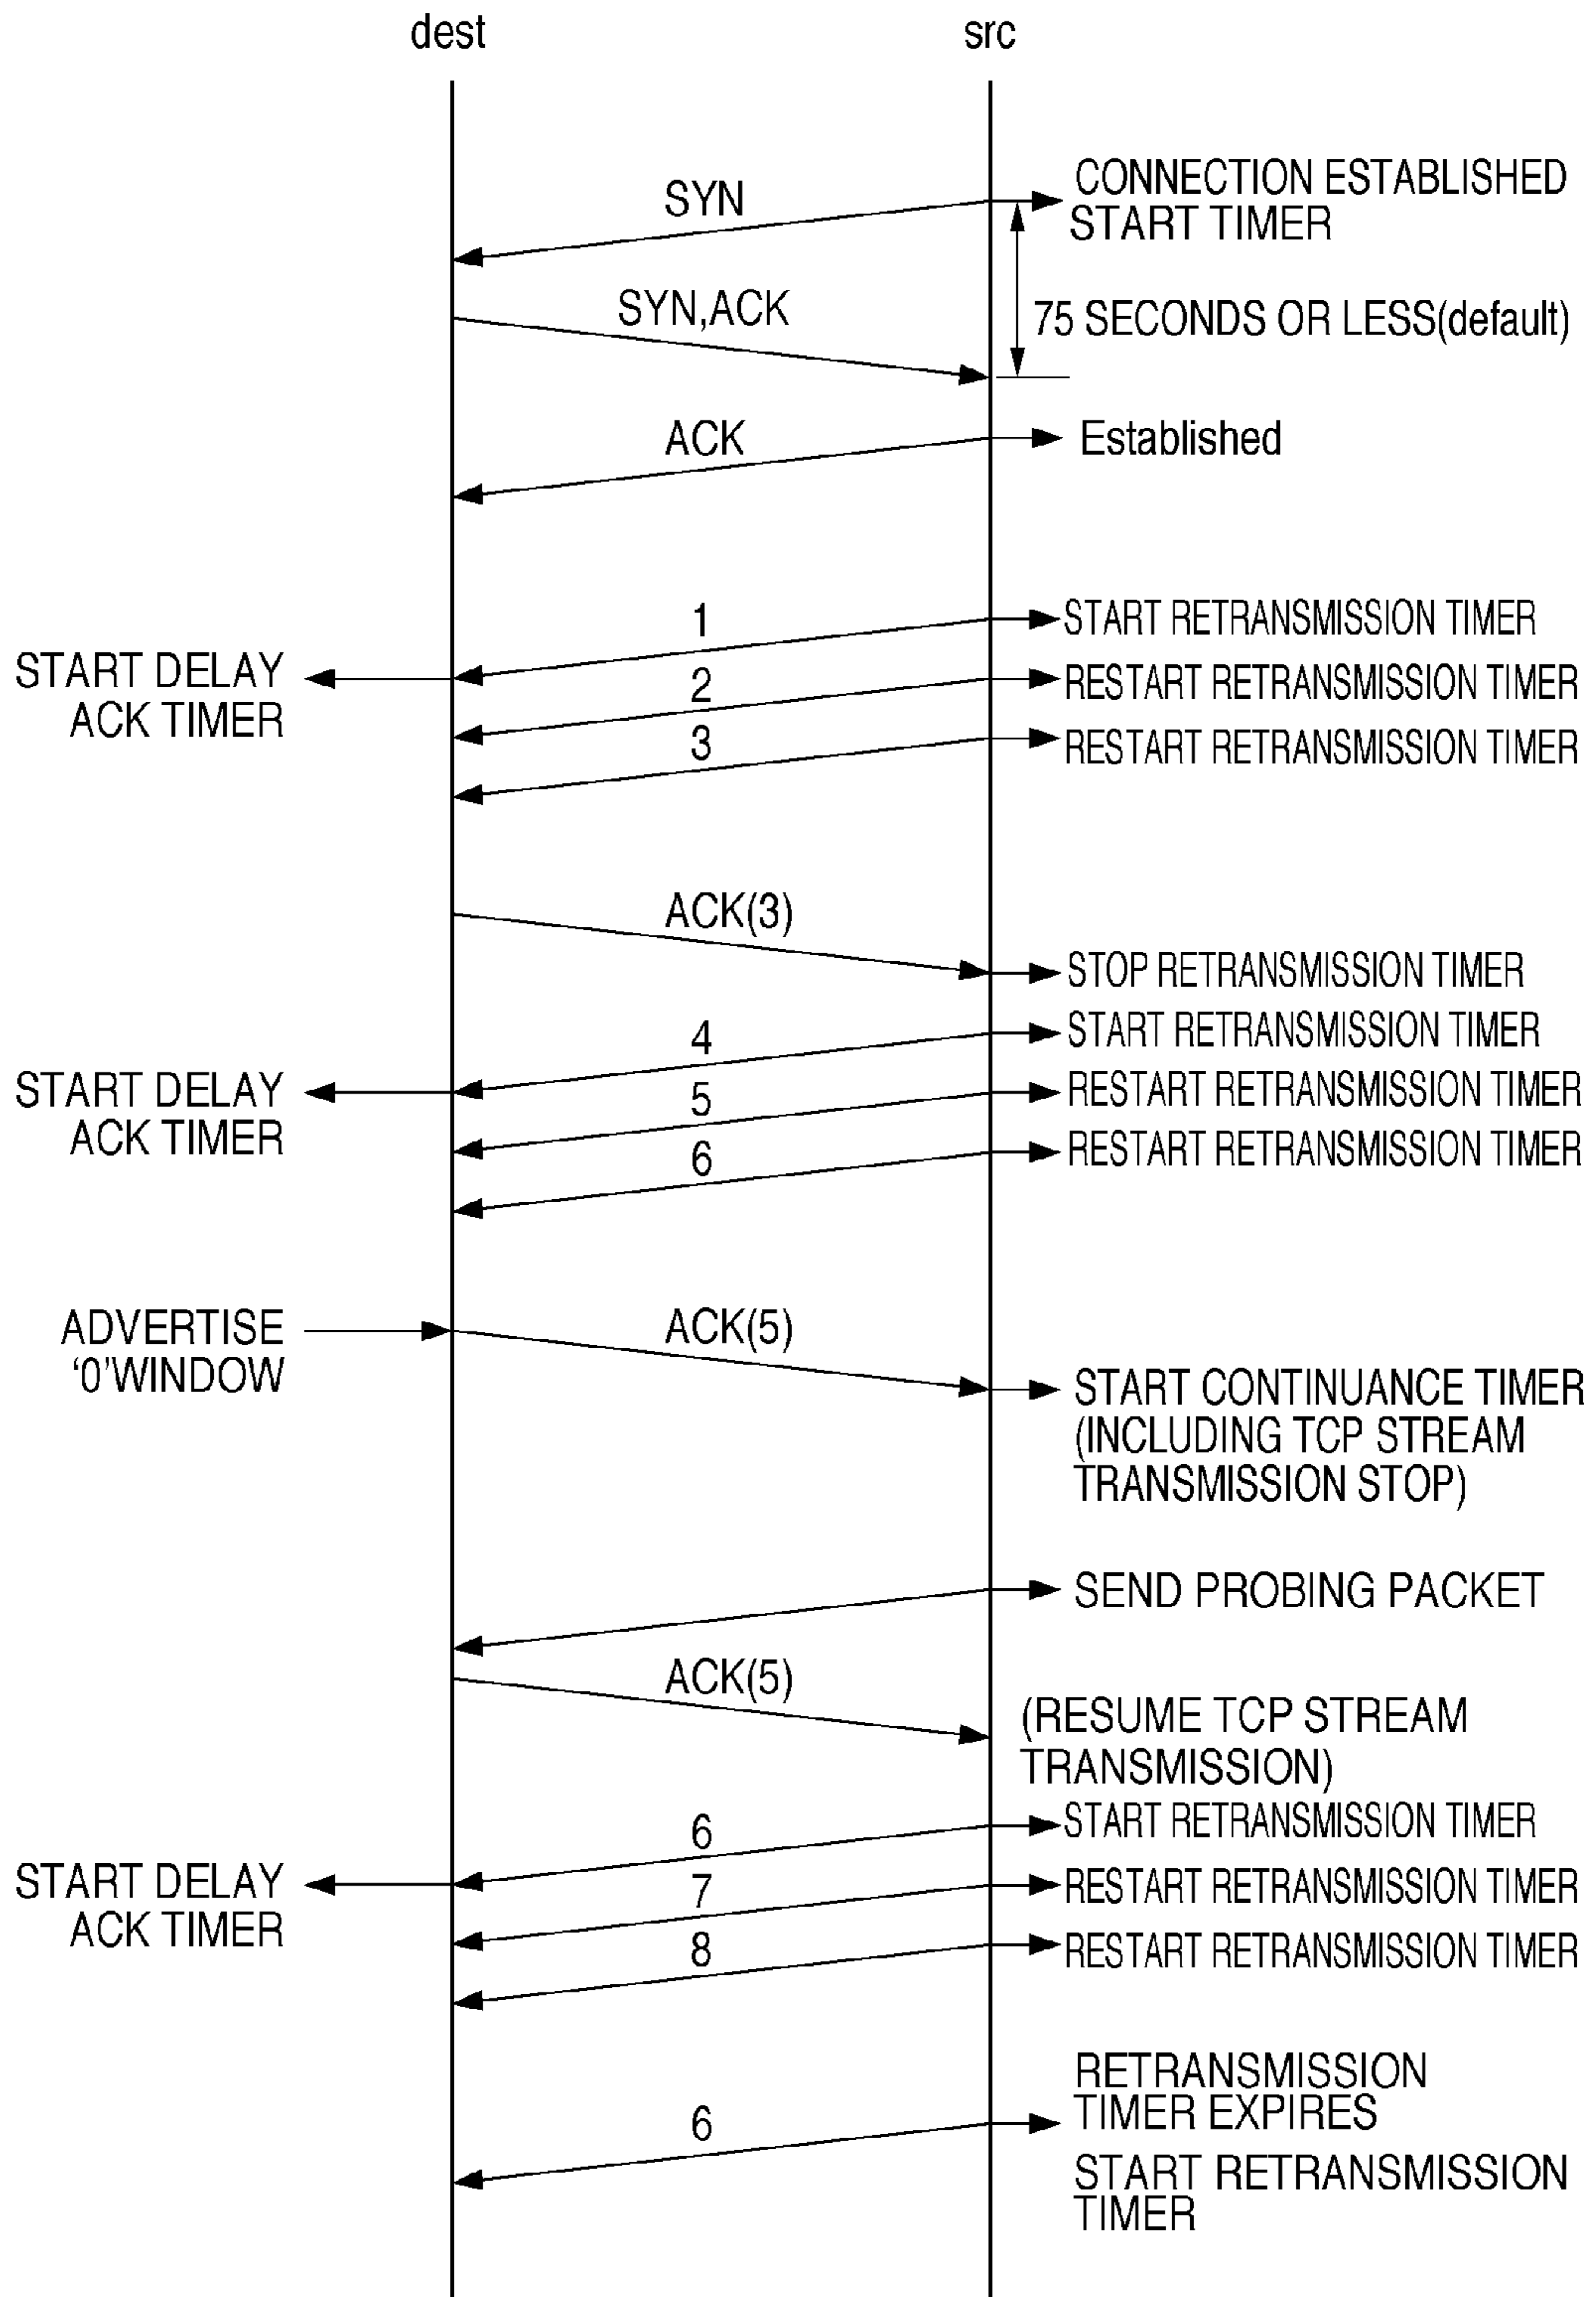 dest
src
SYN
CONNECTION ESTABLISHED
START TIMER
SYN,ACK
75 SECONDS OR LESS(default)
ACK
Established
1
START RETRANSMISSION TIMER
START DELAY
ACK TIMER
2
RESTART RETRANSMISSION TIMER
3
RESTART RETRANSMISSION TIMER
ACK(3)
STOP RETRANSMISSION TIMER
4
START RETRANSMISSION TIMER
START DELAY
ACK TIMER
5
RESTART RETRANSMISSION TIMER
6
RESTART RETRANSMISSION TIMER
ADVERTISE
‘0’WINDOW
ACK(5)
START CONTINUANCE TIMER
(INCLUDING TCP STREAM
TRANSMISSION STOP)
SEND PROBING PACKET
ACK(5)
(RESUME TCP STREAM
TRANSMISSION)
6
START RETRANSMISSION TIMER
START DELAY
ACK TIMER
7
RESTART RETRANSMISSION TIMER
8
RESTART RETRANSMISSION TIMER
6
RETRANSMISSION
TIMER EXPIRES
START RETRANSMISSION
TIMER